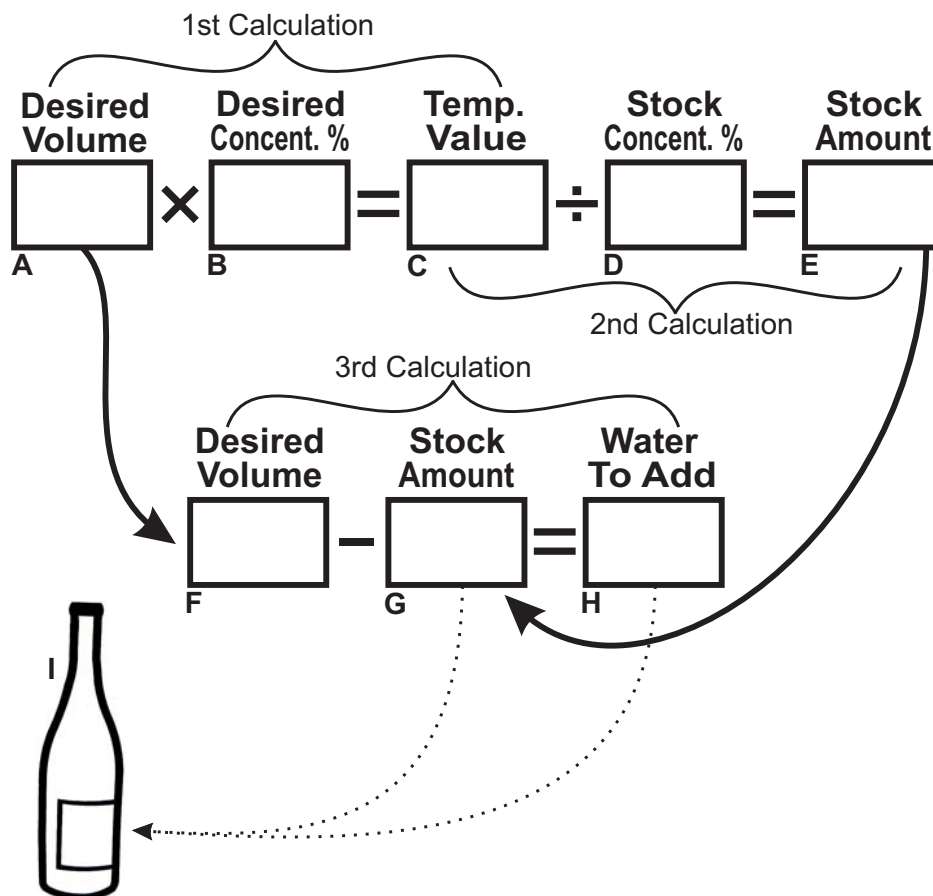 1st Calculation
Desired Volume
Desired Concent. %
Temp. Value
Stock Concent. %
Stock Amount
× = ÷ =
A B C D E
2nd Calculation
3rd Calculation
Desired Volume
Stock Amount
Water To Add
− =
F G H
I